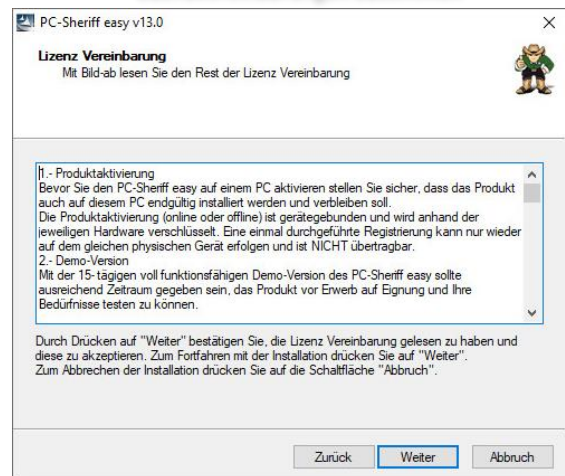 PC-Sheriff easy v13.0
Lizenz Vereinbarung
Mit Bild-ab lesen Sie den Rest der Lizenz Vereinbarung
1.- Produktaktivierung
Bevor Sie den PC-Sheriff easy auf einem PC aktivieren stellen Sie sicher, dass das Produkt
auch auf diesem PC endgültig installiert werden und verbleiben soll.
Die Produktaktivierung (online oder offline) ist gerätegebunden und wird anhand der
jeweiligen Hardware verschlüsselt. Eine einmal durchgeführte Registrierung kann nur wieder
auf dem gleichen physischen Gerät erfolgen und ist NICHT übertragbar.
2.- Demo-Version
Mit der 15- tägigen voll funktionsfähigen Demo-Version des PC-Sheriff easy sollte
ausreichend Zeitraum gegeben sein, das Produkt vor Erwerb auf Eignung und Ihre
Bedürfnisse testen zu können.
Durch Drücken auf "Weiter" bestätigen Sie, die Lizenz Vereinbarung gelesen zu haben und
diese zu akzeptieren. Zum Fortfahren mit der Installation drücken Sie auf "Weiter".
Zum Abbrechen der Installation drücken Sie auf die Schaltfläche "Abbruch".
Zurück Weiter Abbruch